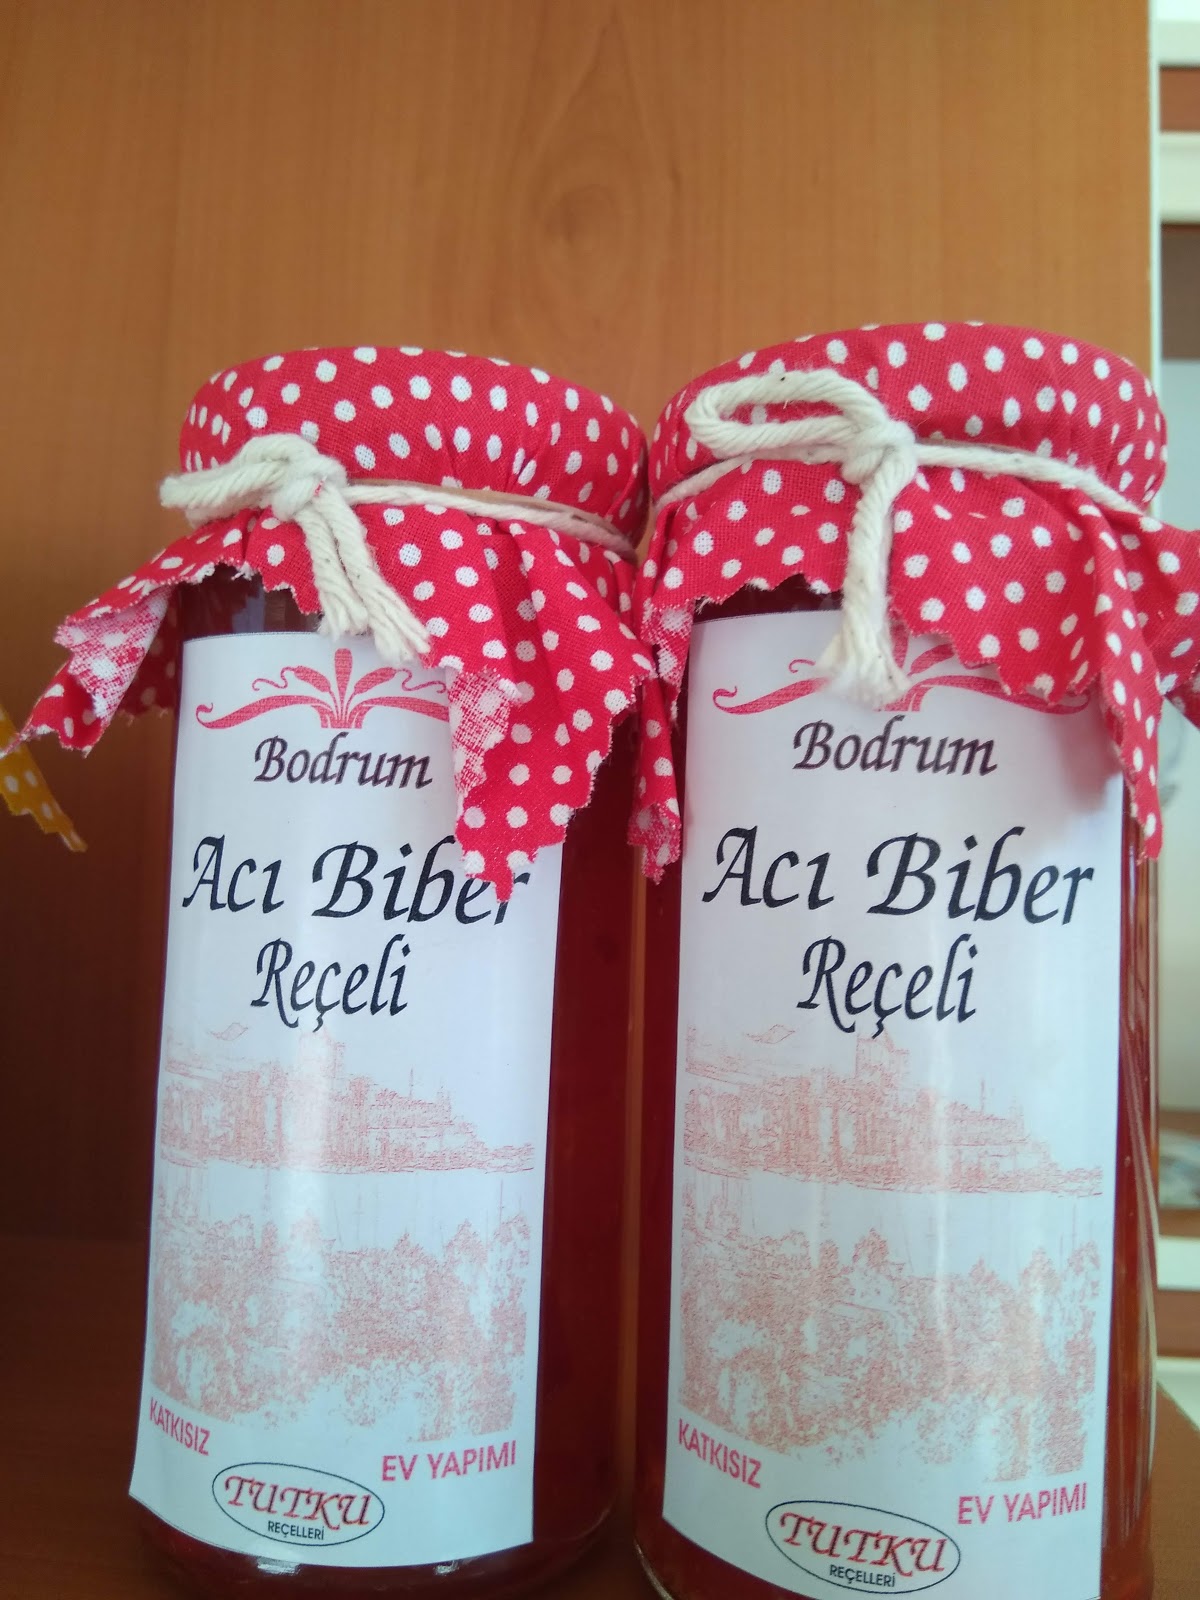 Bodrum
Acı Biber
Reçeli
KATKISIZ
EV YAPIMI
TUTKU
REÇELLERİ
Bodrum
Acı Biber
Reçeli
KATKISIZ
EV YAPIMI
TUTKU
REÇELLERİ